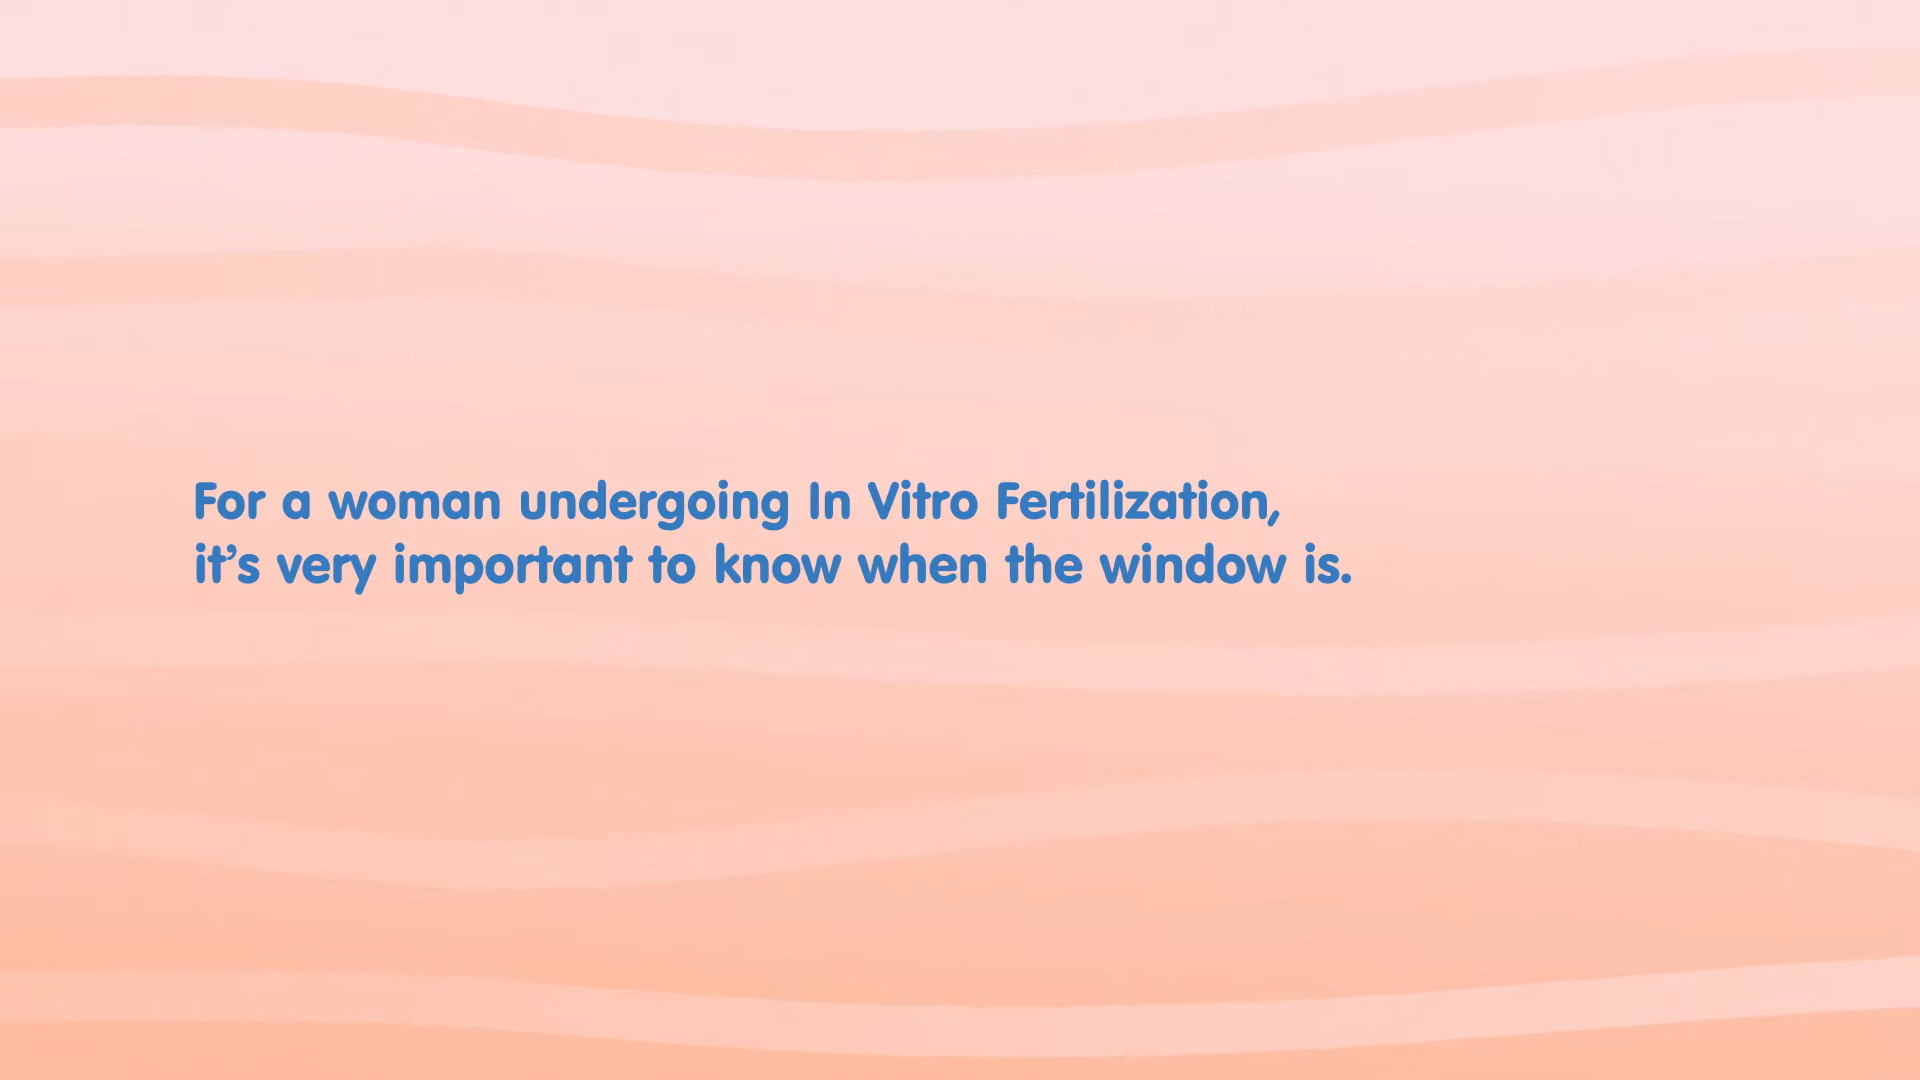 For a woman undergoing In Vitro Fertilization,
it’s very important to know when the window is.